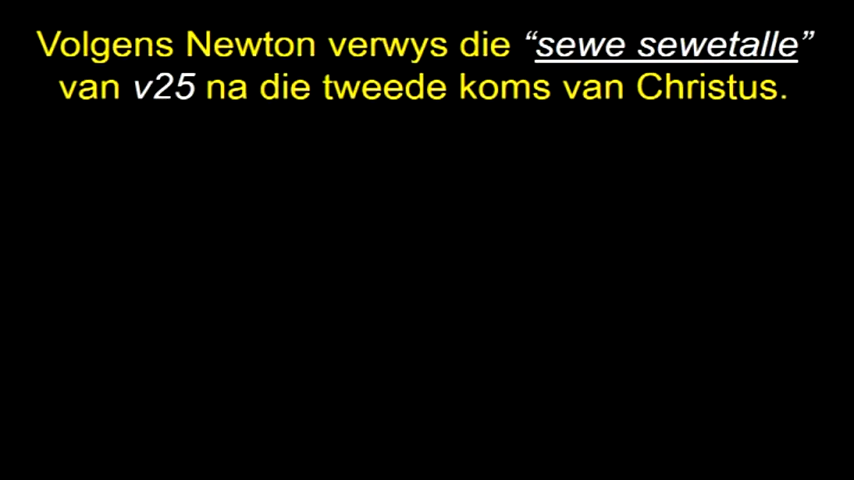 Volgens Newton verwys die “sewe sewetalle”
van v25 na die tweede koms van Christus.